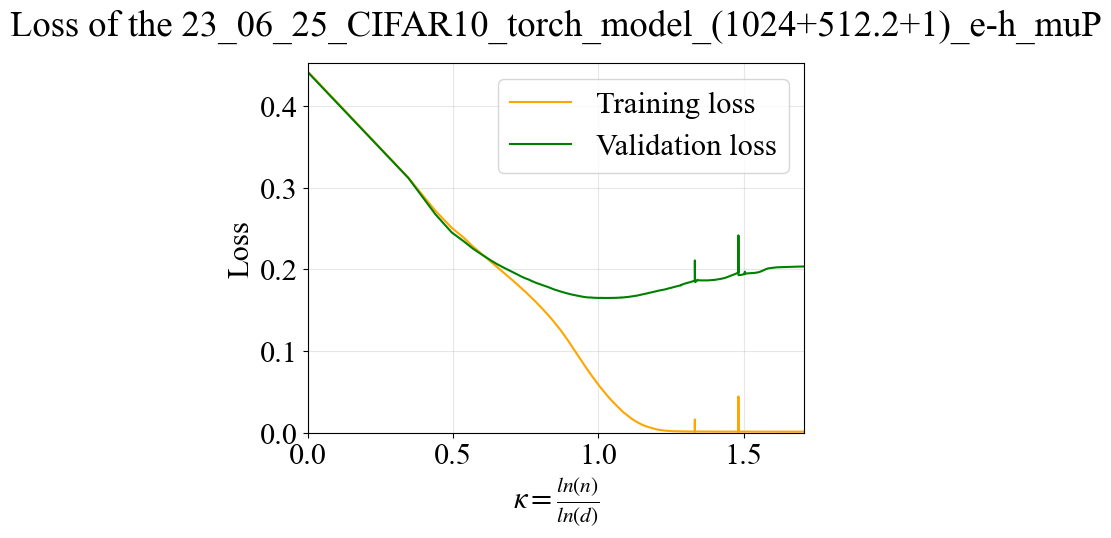 Loss of the 23_06_25_CIFAR10_torch_model_(1024+512.2+1)_e-h_muP
Training loss
Validation loss
Loss
0.4
0.3
0.2
0.1
0.0
0.0 0.5 1.0 1.5
κ = ln(n) / ln(d)